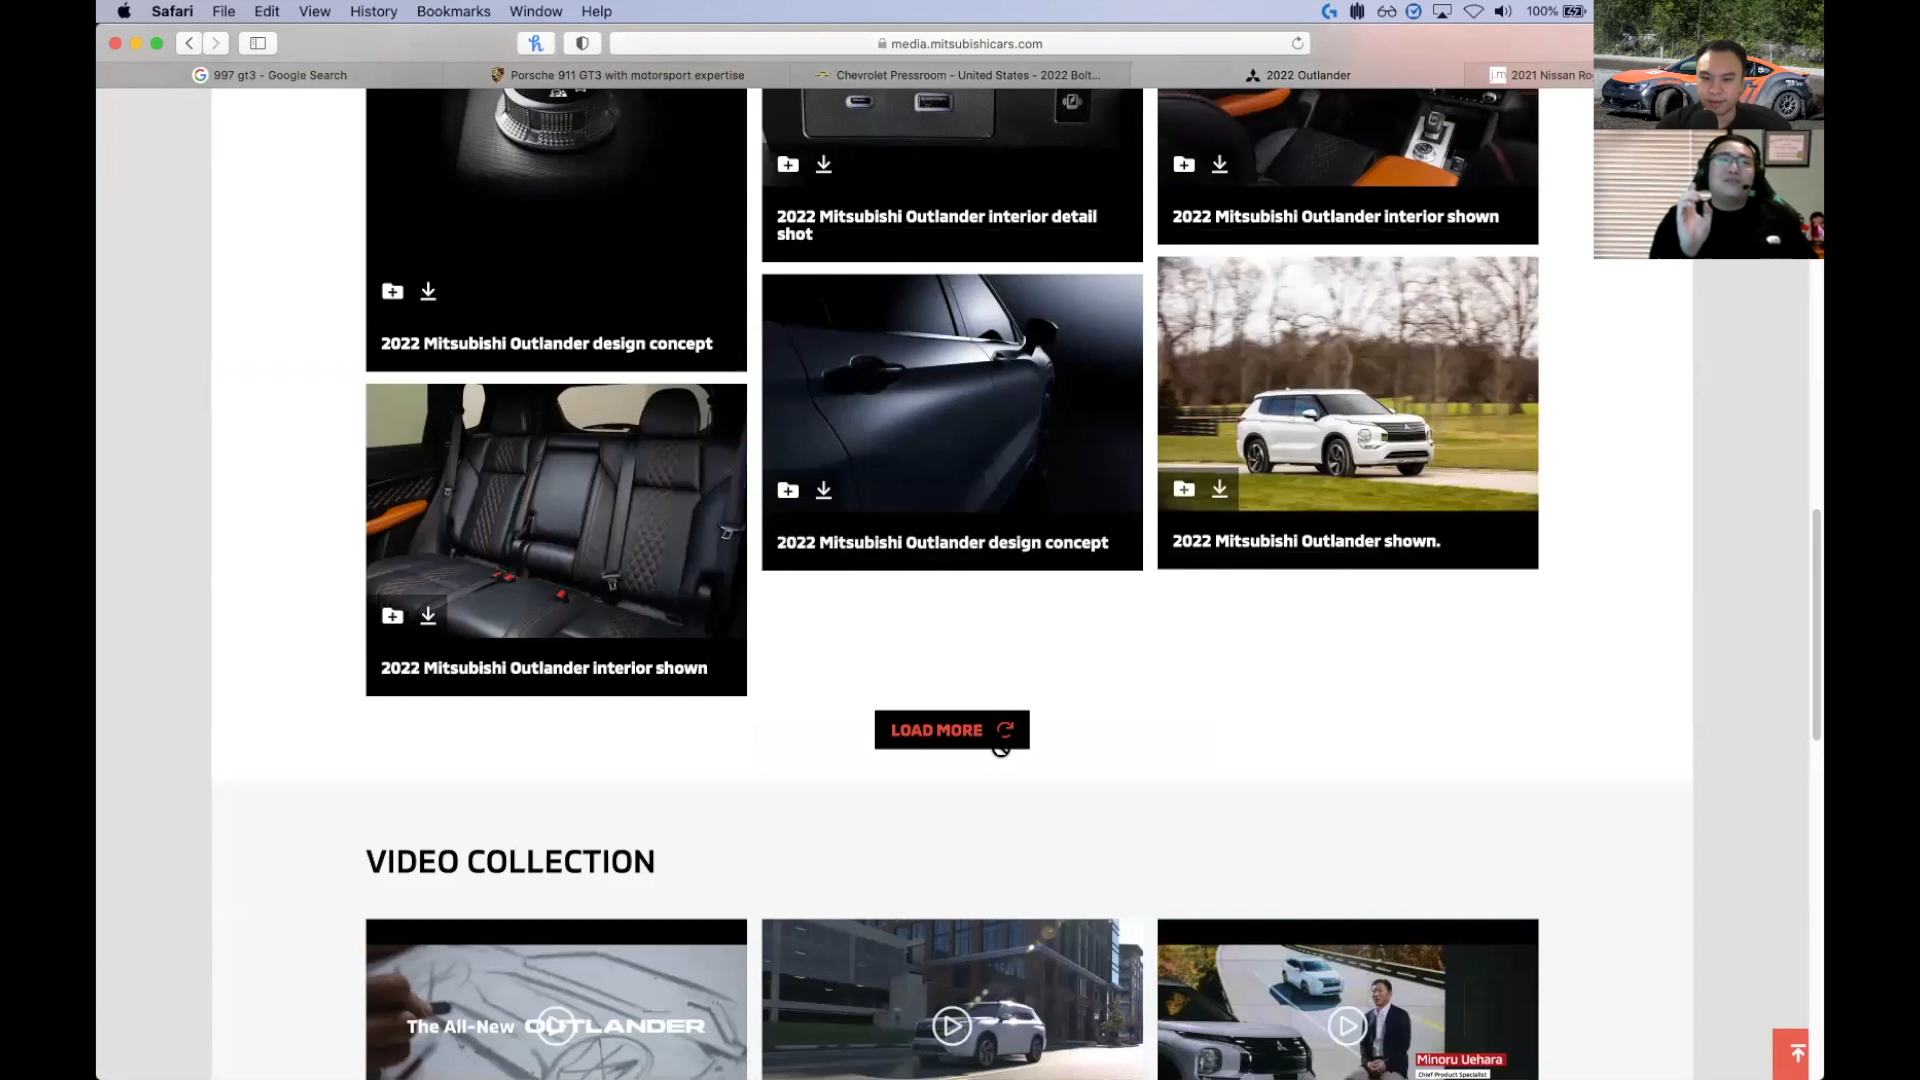 Safari File Edit View History Bookmarks Window Help
100%
media.mitsubishicars.com
997 gt3 - Google Search
Porsche 911 GT3 with motorsport expertise
Chevrolet Pressroom - United States - 2022 Bolt...
2022 Outlander
j.m 2021 Nissan Ro
2022 Mitsubishi Outlander interior detail
shot
2022 Mitsubishi Outlander interior shown
2022 Mitsubishi Outlander design concept
2022 Mitsubishi Outlander design concept
2022 Mitsubishi Outlander shown.
2022 Mitsubishi Outlander interior shown
LOAD MORE
VIDEO COLLECTION
The All-New OUTLANDER
Minoru Uehara
Chief Product Specialist